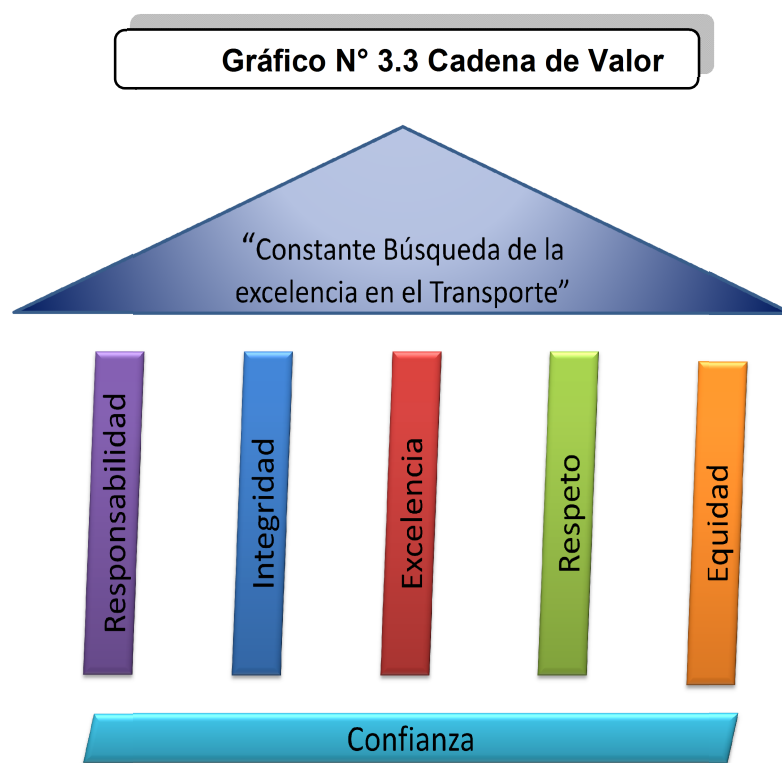 Gráfico N° 3.3 Cadena de Valor
“Constante Búsqueda de la
excelencia en el Transporte”
Responsabilidad
Integridad
Excelencia
Respeto
Equidad
Confianza